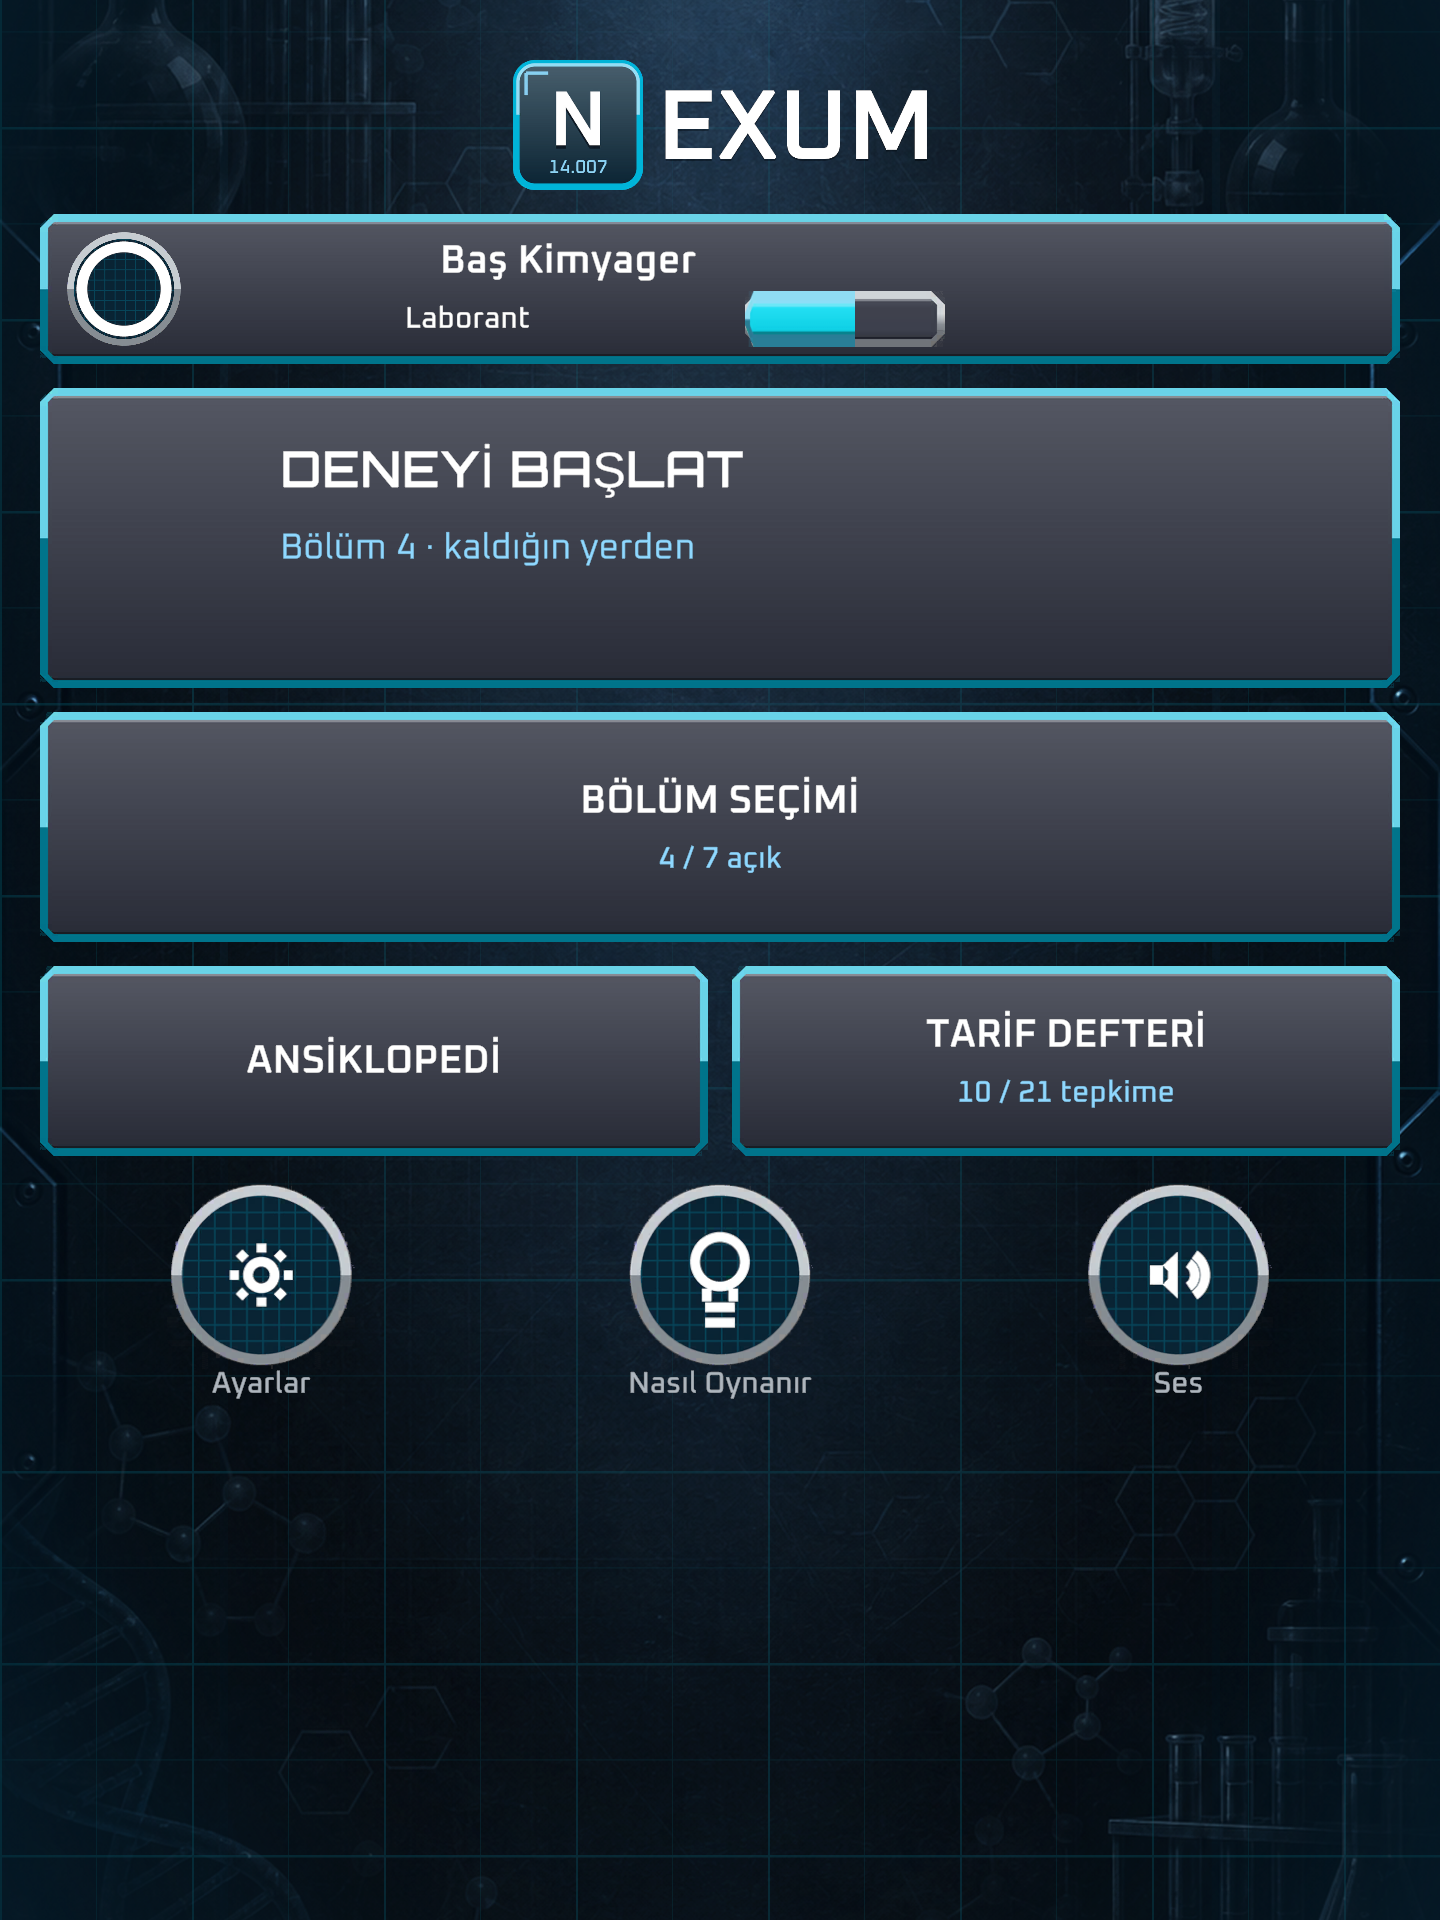 N
14.007
EXUM
Baş Kimyager
Laborant
DENEYİ BAŞLAT
Bölüm 4 · kaldığın yerden
BÖLÜM SEÇİMİ
4 / 7 açık
ANSİKLOPEDİ
TARİF DEFTERİ
10 / 21 tepkime
Ayarlar
Nasıl Oynanır
Ses